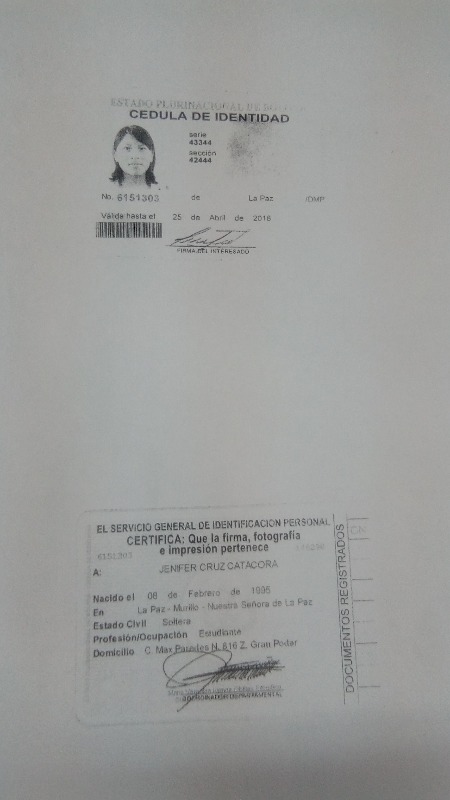 ESTADO PLURINACIONAL DE BOLIVIA
CEDULA DE IDENTIDAD
serie
43344
sección
42444
No. 6151303 de La Paz /DMP
Válida hasta el 25 de Abril de 2016
FIRMA DEL INTERESADO
EL SERVICIO GENERAL DE IDENTIFICACION PERSONAL
CERTIFICA: Que la firma, fotografía
e impresión pertenece
6151303
A: JENIFER CRUZ CATACORA
Nacido el 08 de Febrero de 1995
En La Paz - Murillo - Nuestra Señora de La Paz
Estado Civil Soltera
Profesión/Ocupación Estudiante
Domicilio C. Max Paredes N. 616 Z. Gran Poder
COORDINADOR DEPARTAMENTAL
DOCUMENTOS REGISTRADOS